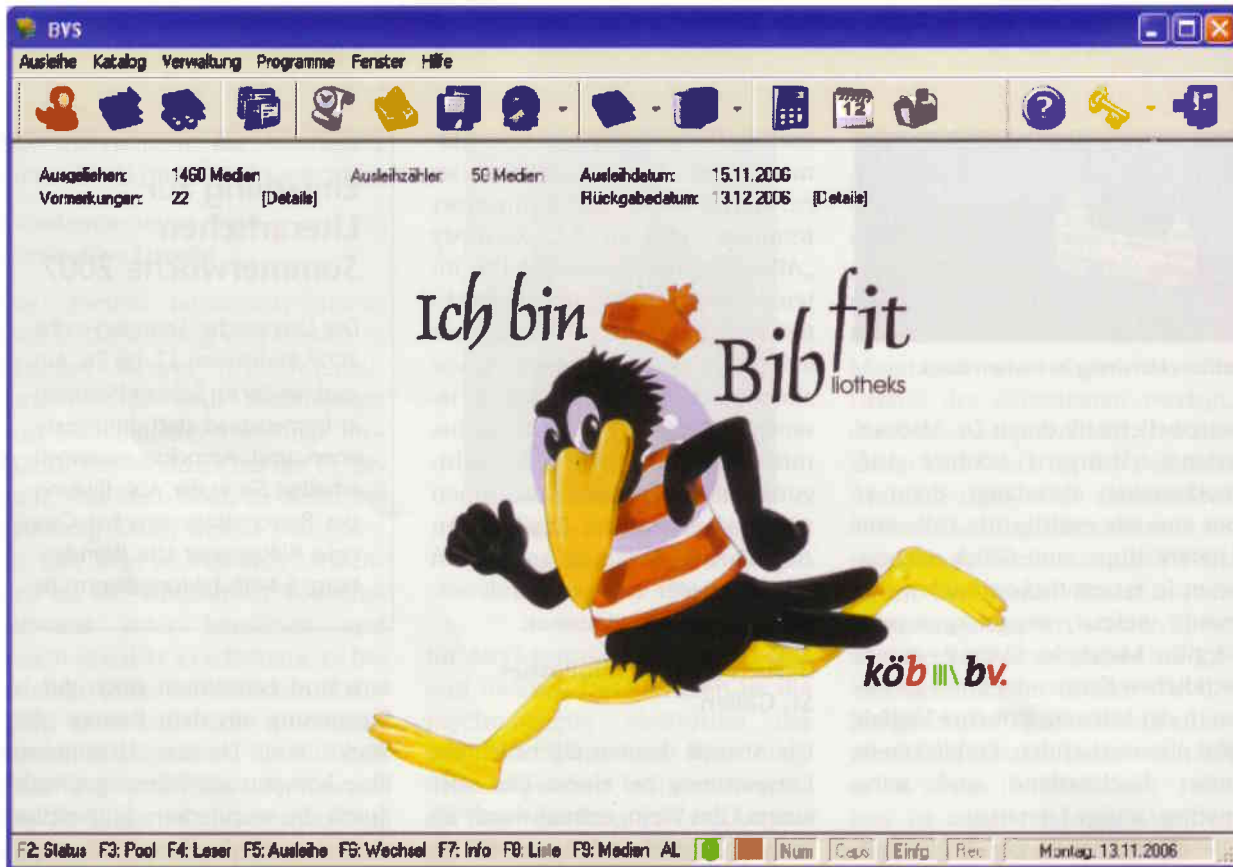 BVS
Ausleihe Katalog Verwaltung Programme Fenster Hilfe
12
?
Ausgeliehen: 1460 Medien Ausleihzähler: 50 Medien Ausleihdatum: 15.11.2006
Vormerkungen: 22 [Details] Rückgabedatum: 13.12.2006 [Details]
Ich bin
Bibfit
liotheks
köb bv.
F2: Status F3: Pool F4: Leser F5: Ausleihe F6: Wechsel F7: Info F8: Liste F9: Medien AL Num Caps Einfg Rec Montag, 13.11.2006